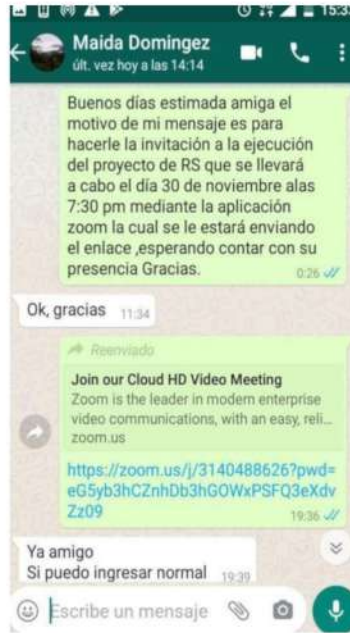 15:3
Maida Domingez
últ. vez hoy a las 14:14
Buenos días estimada amiga el
motivo de mi mensaje es para
hacerle la invitación a la ejecución
del proyecto de RS que se llevará
a cabo el día 30 de noviembre alas
7:30 pm mediante la aplicación
zoom la cual se le estará enviando
el enlace ,esperando contar con su
presencia Gracias.
0:26
Ok, gracias 11:34
Reenviado
Join our Cloud HD Video Meeting
Zoom is the leader in modern enterprise
video communications, with an easy, reli...
zoom.us
https://zoom.us/j/3140488626?pwd=
eG5yb3hCZnhDb3hGOWxPSFQ3eXdv
Zz09
19:36
Ya amigo
Si puedo ingresar normal 19:39
Escribe un mensaje